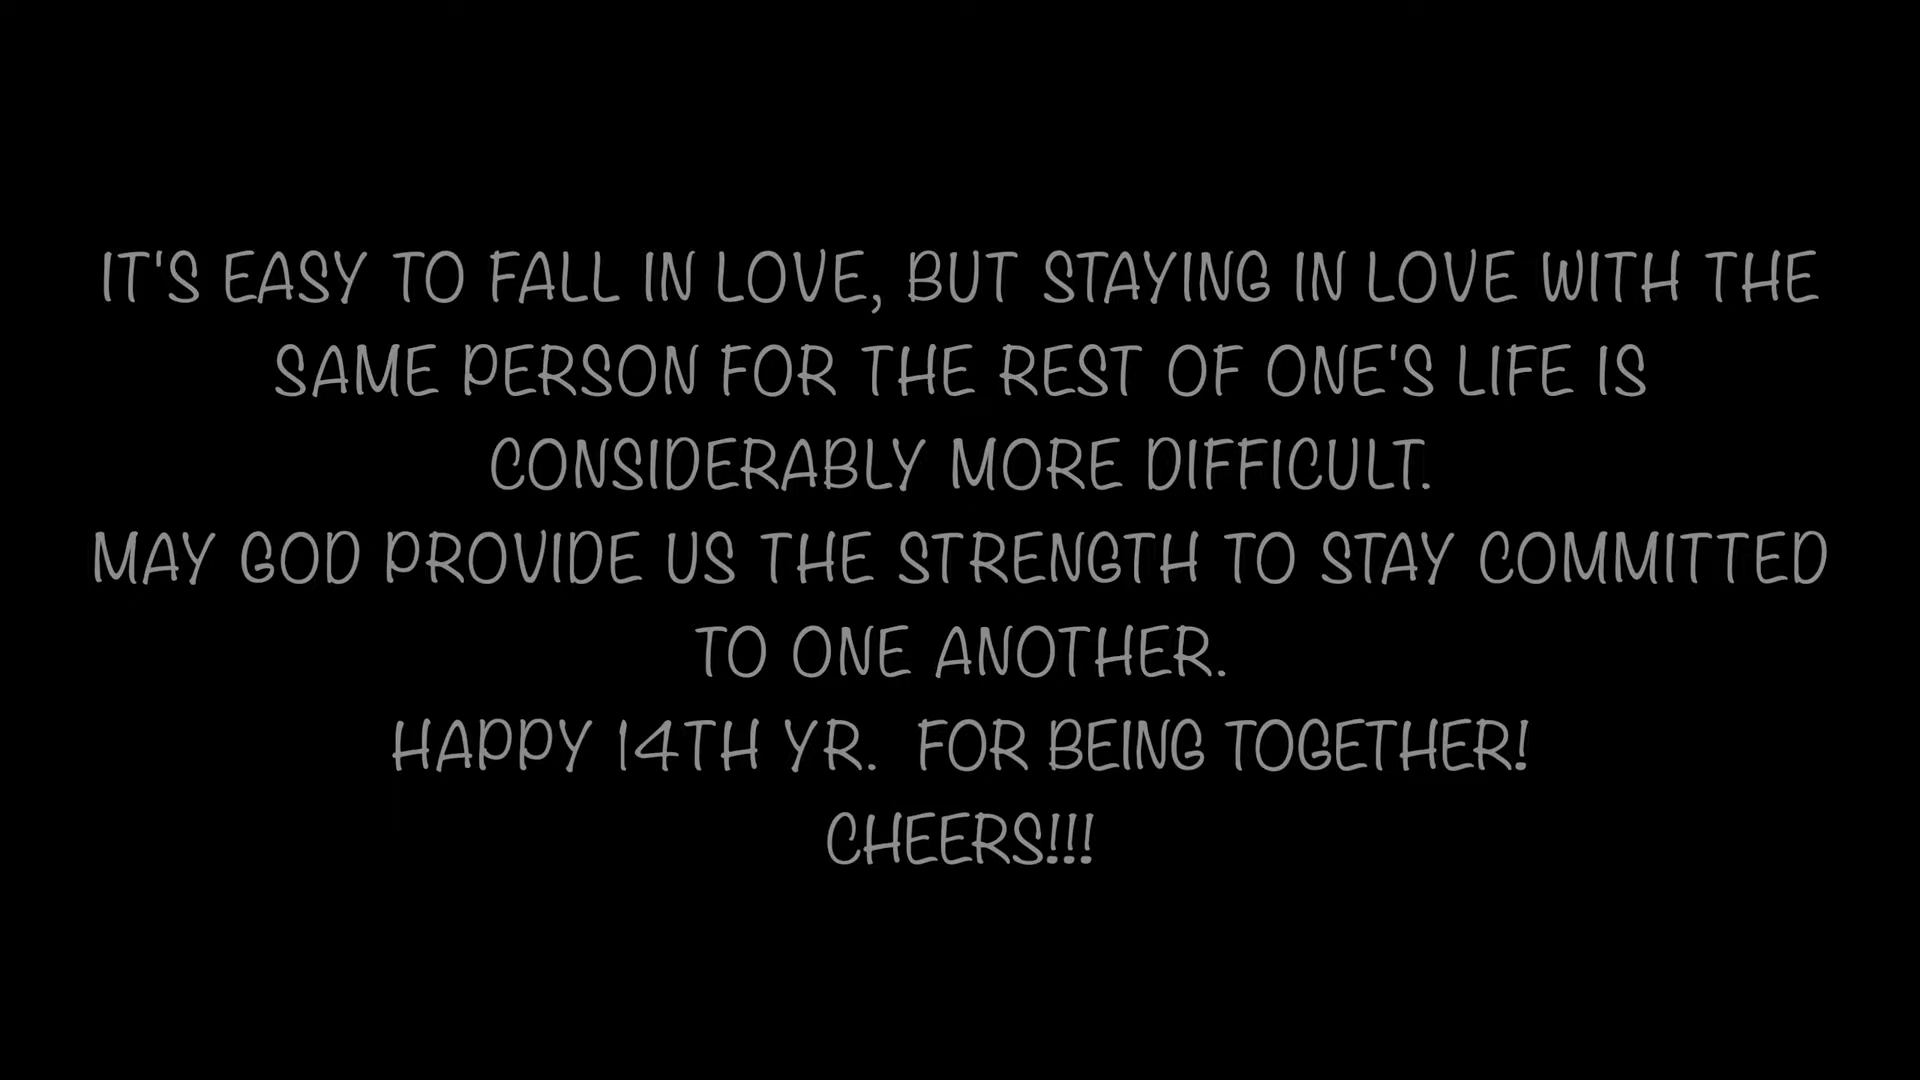 IT'S EASY TO FALL IN LOVE, BUT STAYING IN LOVE WITH THE
SAME PERSON FOR THE REST OF ONE'S LIFE IS
CONSIDERABLY MORE DIFFICULT.
MAY GOD PROVIDE US THE STRENGTH TO STAY COMMITTED
TO ONE ANOTHER.
HAPPY 14TH YR.  FOR BEING TOGETHER!
CHEERS!!!